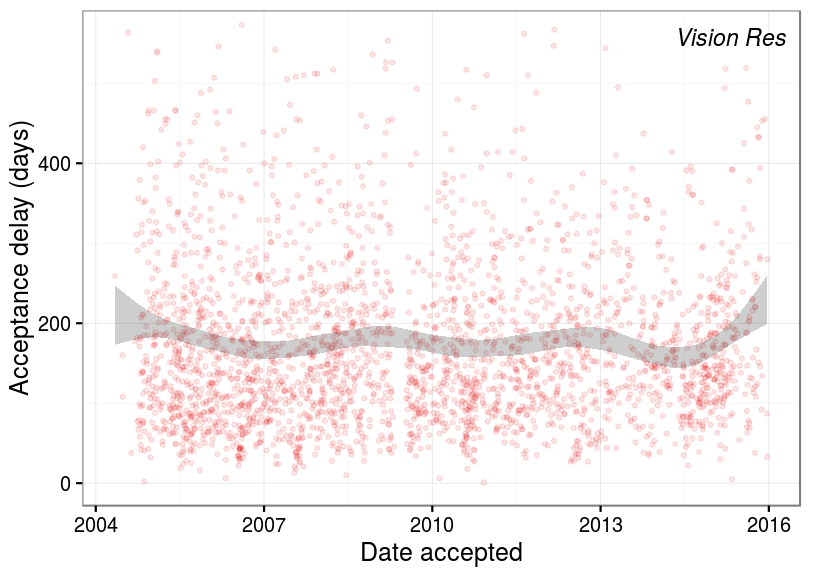 Vision Res
Acceptance delay (days)
400
200
0
2004 2007 2010 2013 2016
Date accepted